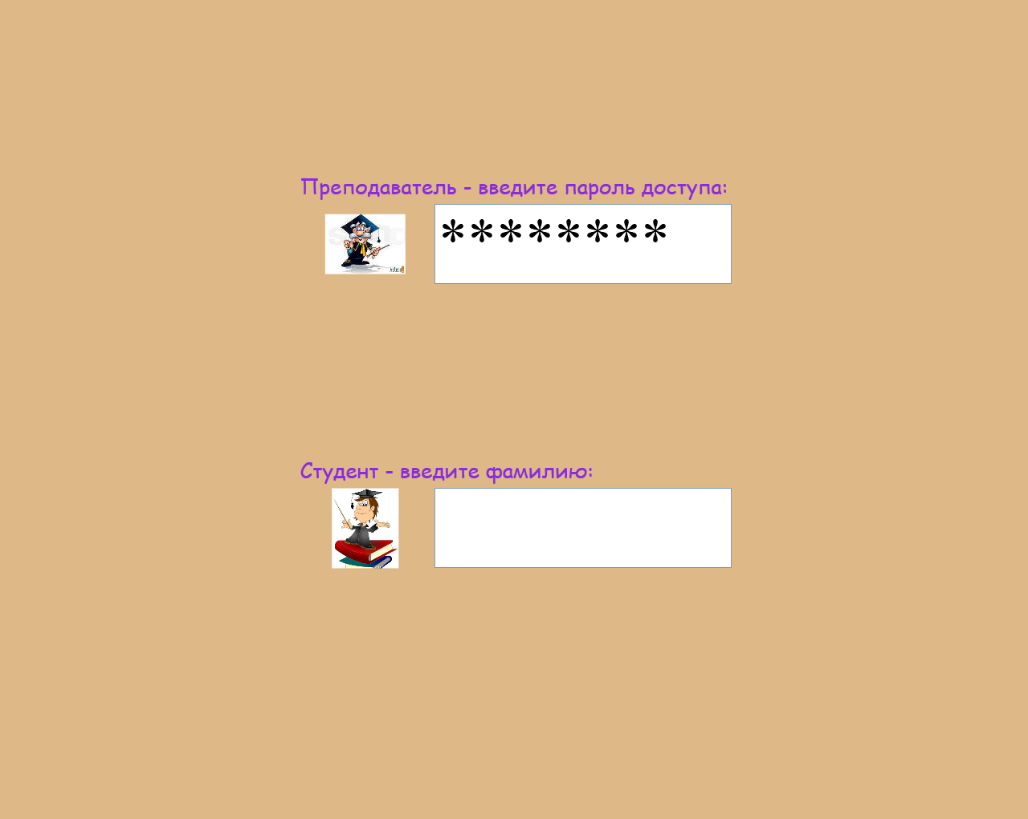 Преподаватель - введите пароль доступа:
********
Студент - введите фамилию: